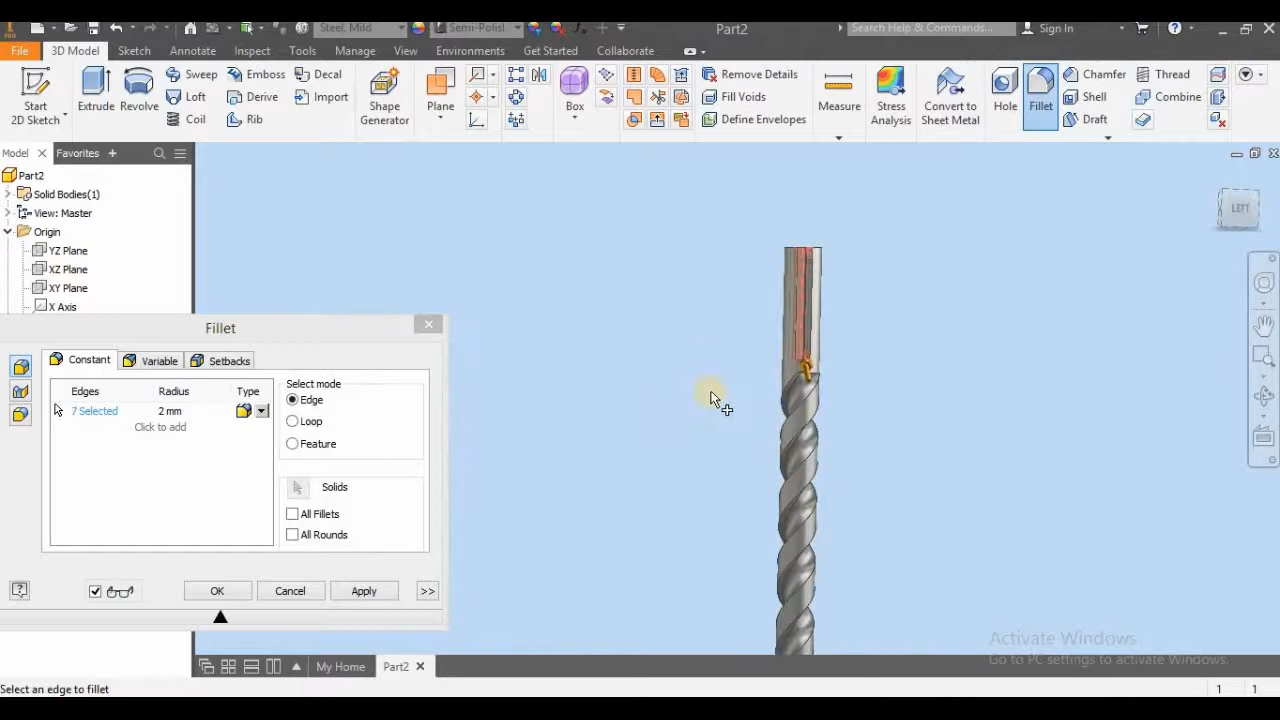 Steel, Mild
Semi-Polisl
Part2
Search Help & Commands...
Sign In
File
3D Model
Sketch
Annotate
Inspect
Tools
Manage
View
Environments
Get Started
Collaborate
Start
2D Sketch
Extrude
Revolve
Sweep
Loft
Coil
Emboss
Derive
Rib
Decal
Import
Shape
Generator
Plane
Box
Remove Details
Fill Voids
Define Envelopes
Measure
Stress
Analysis
Convert to
Sheet Metal
Hole
Fillet
Chamfer
Shell
Draft
Thread
Combine
Model
Favorites
Part2
Solid Bodies(1)
View: Master
Origin
YZ Plane
XZ Plane
XY Plane
X Axis
LEFT
Fillet
Constant
Variable
Setbacks
Edges Radius Type
7 Selected 2 mm
Click to add
Select mode
Edge
Loop
Feature
Solids
All Fillets
All Rounds
OK
Cancel
Apply
>>
Activate Windows
Go to PC settings to activate Windows.
My Home
Part2
Select an edge to fillet
1 1